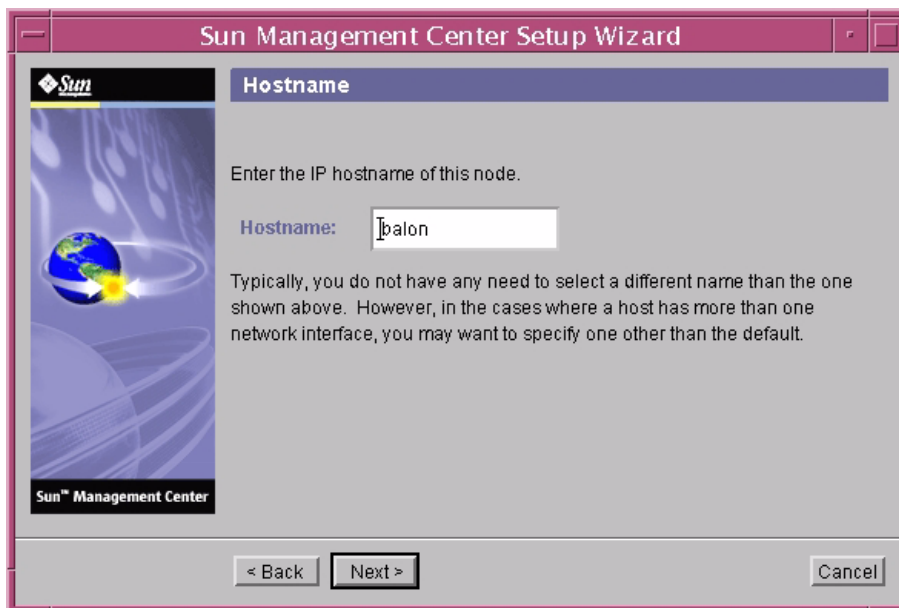 Sun Management Center Setup Wizard
Sun
Hostname
Enter the IP hostname of this node.
Hostname: balon
Typically, you do not have any need to select a different name than the one
shown above. However, in the cases where a host has more than one
network interface, you may want to specify one other than the default.
Sun™ Management Center
< Back Next > Cancel